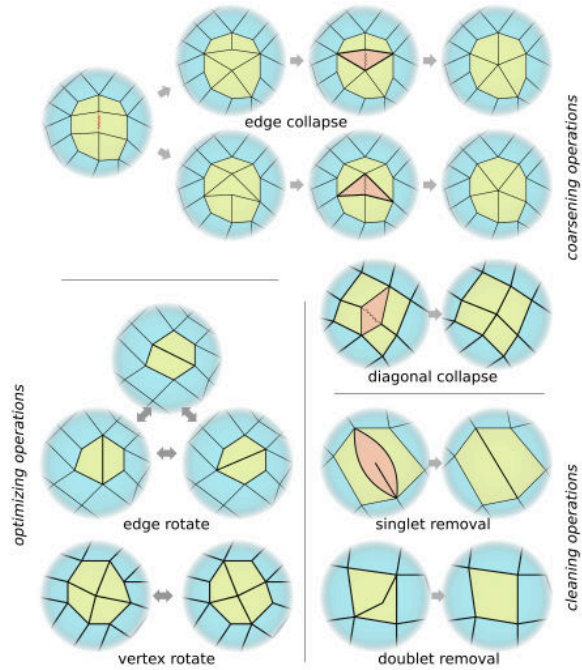 edge collapse
coarsening operations
diagonal collapse
optimizing operations
edge rotate
singlet removal
cleaning operations
vertex rotate
doublet removal